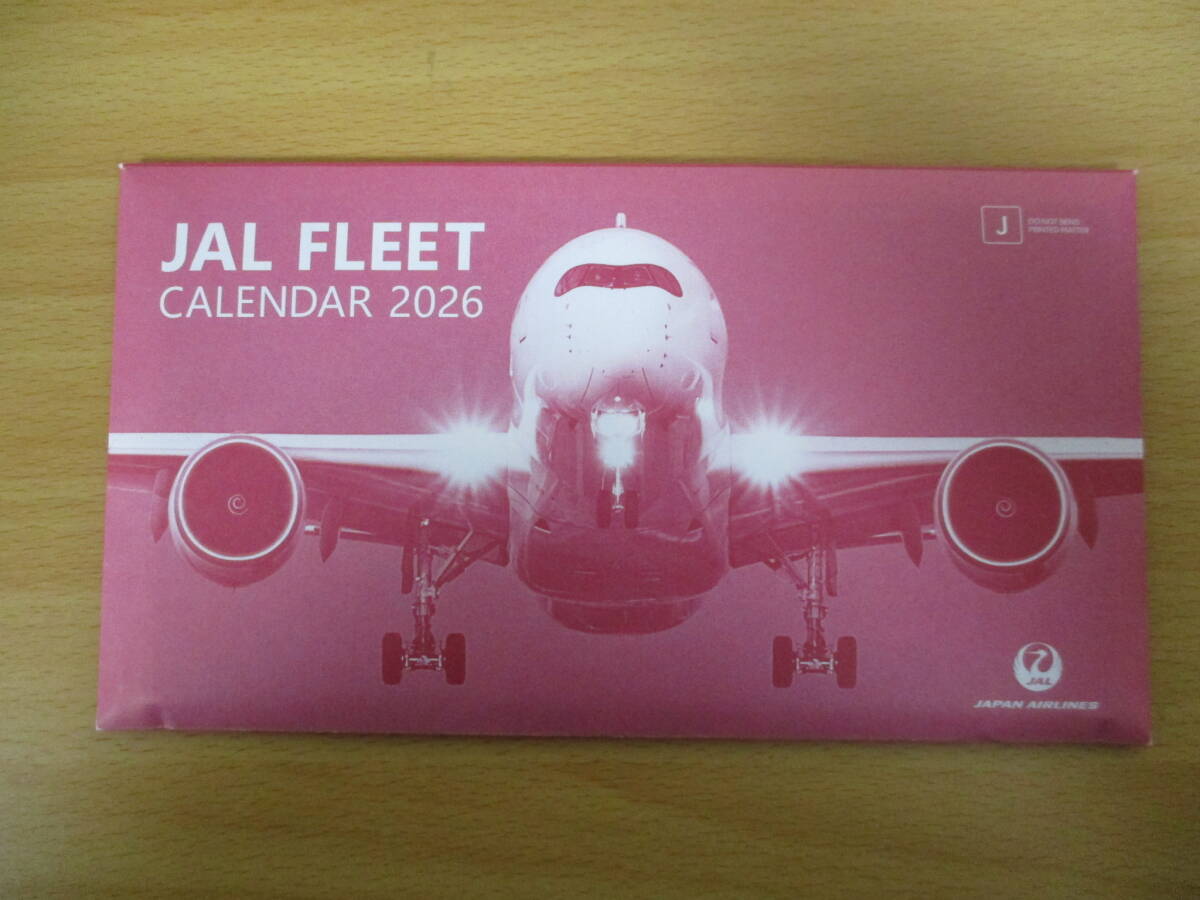 JAL FLEET
CALENDAR 2026
J
DO NOT BEND
PRINTED MATTER
JAL
JAPAN AIRLINES